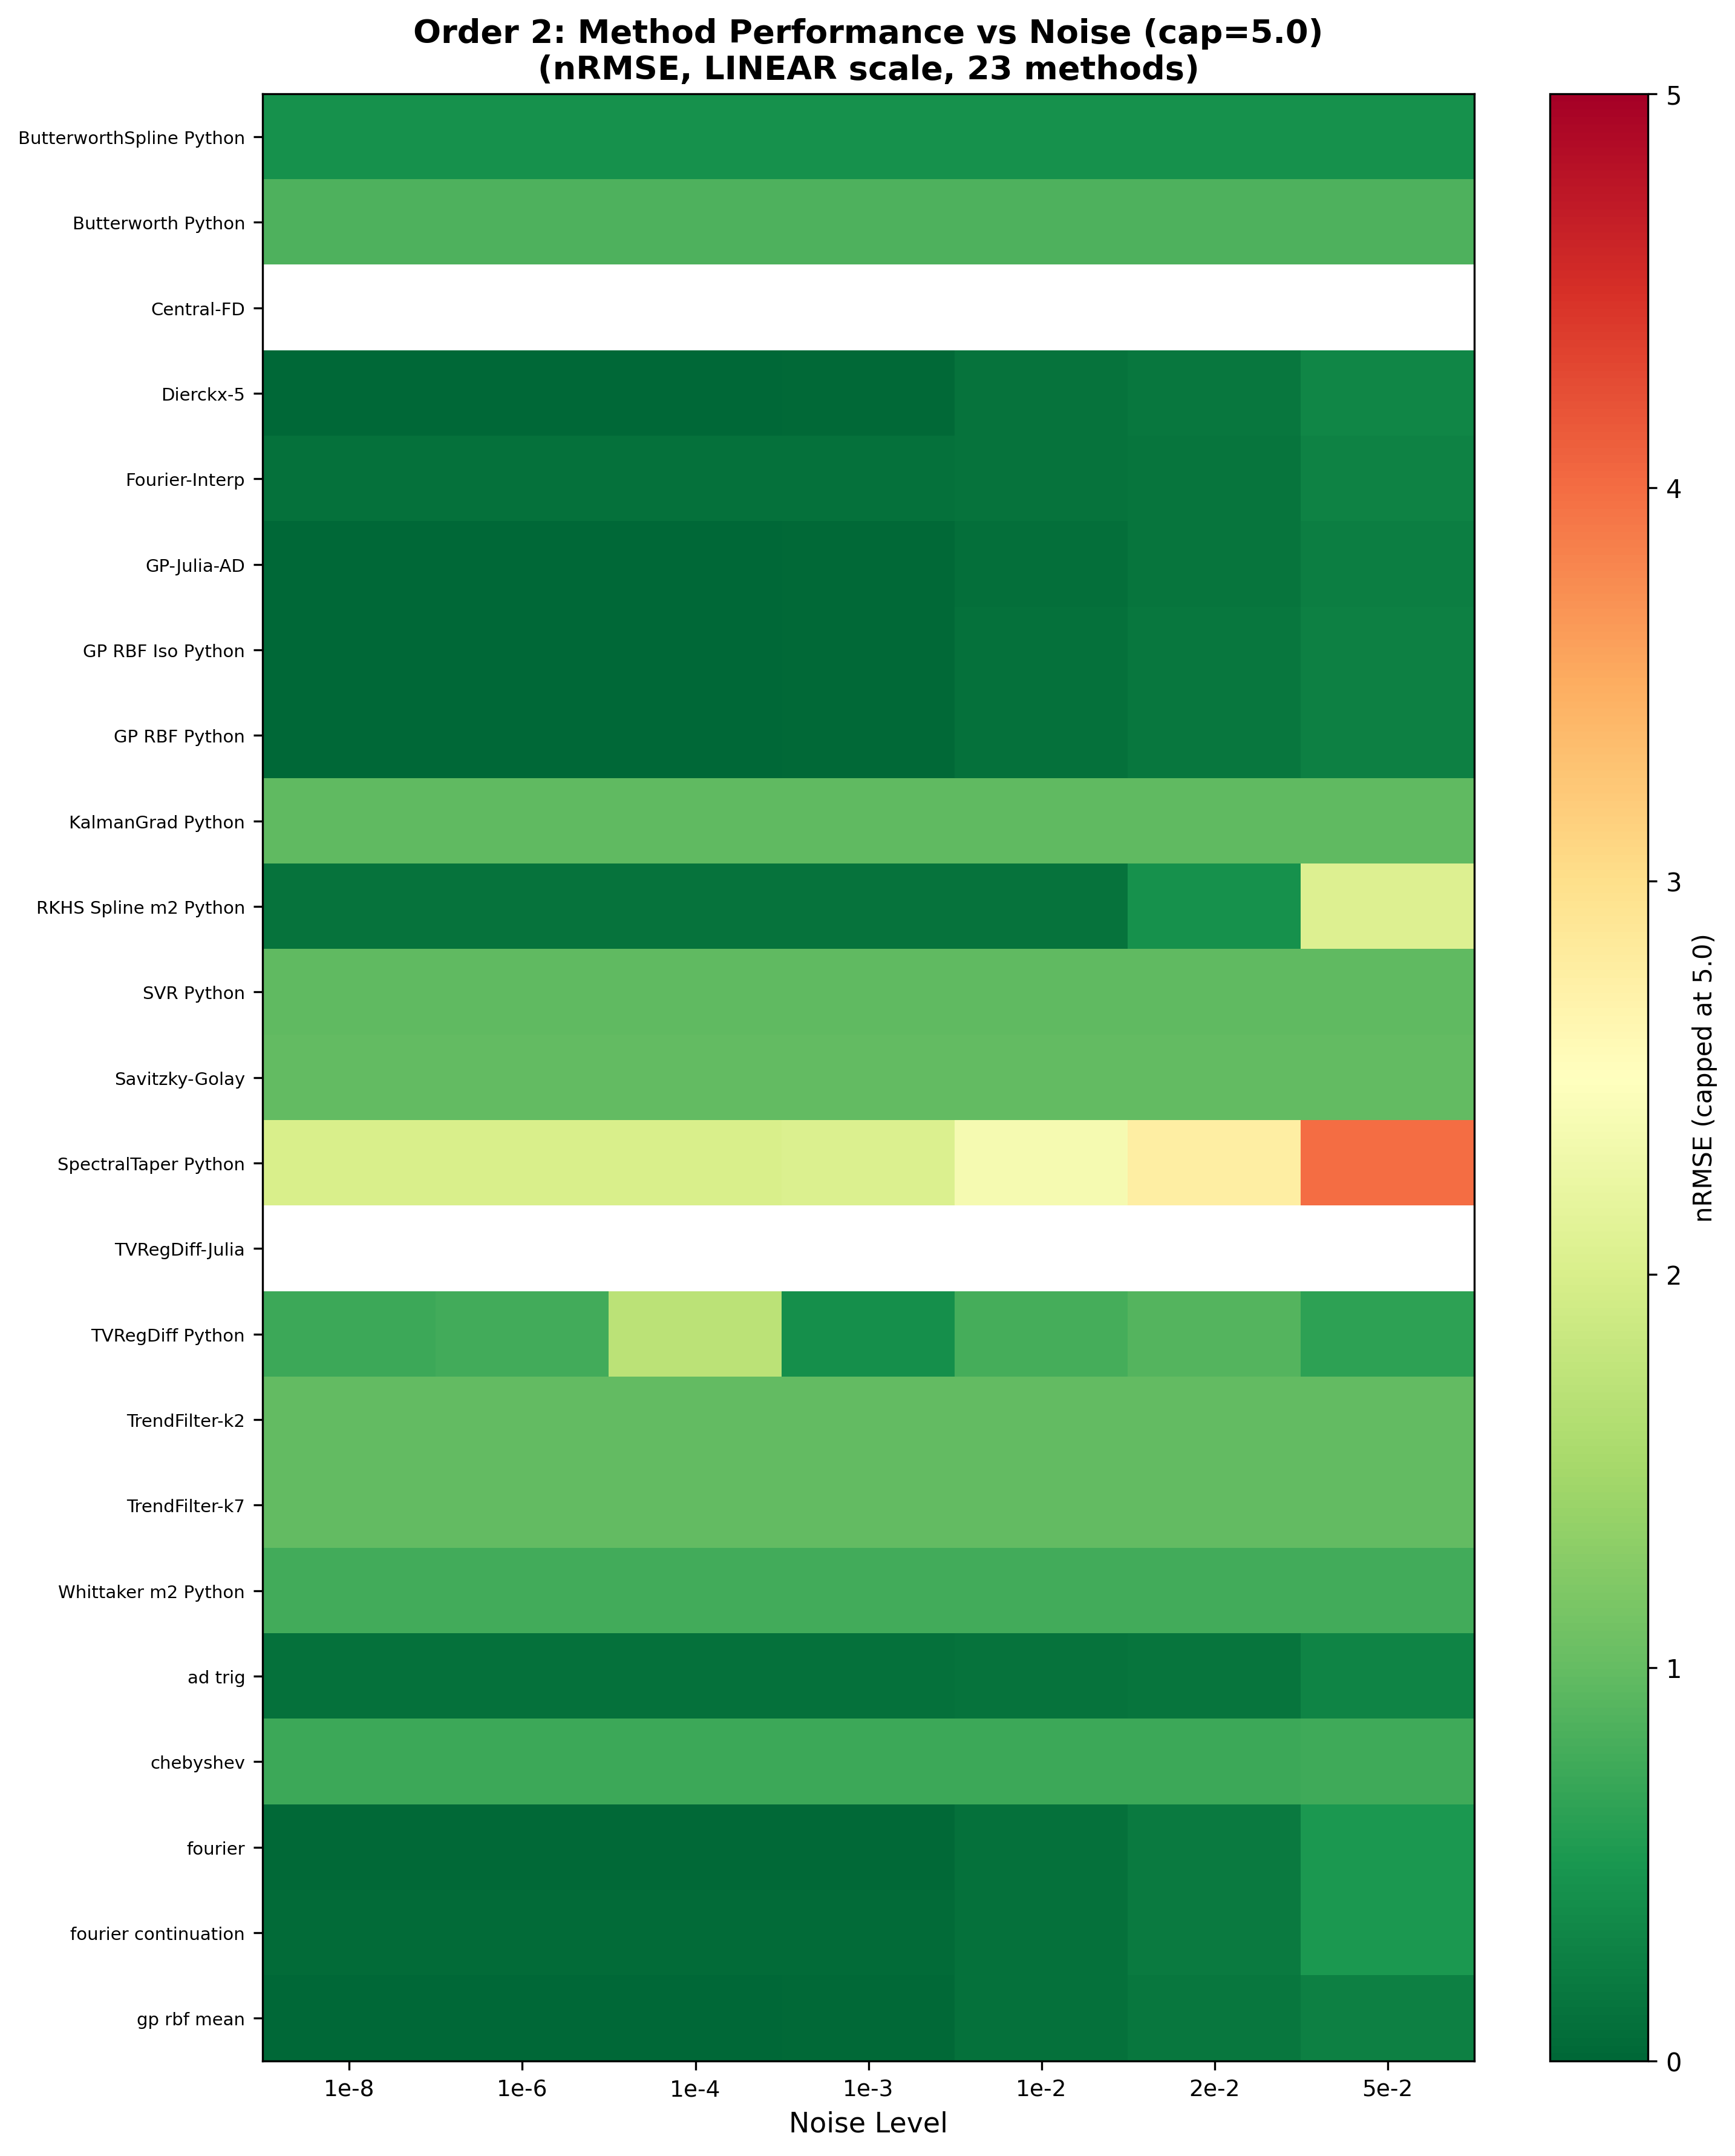 Order 2: Method Performance vs Noise (cap=5.0)
(nRMSE, LINEAR scale, 23 methods)
ButterworthSpline Python
Butterworth Python
Central-FD
Dierckx-5
Fourier-Interp
GP-Julia-AD
GP RBF Iso Python
GP RBF Python
KalmanGrad Python
RKHS Spline m2 Python
SVR Python
Savitzky-Golay
SpectralTaper Python
TVRegDiff-Julia
TVRegDiff Python
TrendFilter-k2
TrendFilter-k7
Whittaker m2 Python
ad trig
chebyshev
fourier
fourier continuation
gp rbf mean
1e-8 1e-6 1e-4 1e-3 1e-2 2e-2 5e-2
Noise Level
5
4
3
2
1
0
nRMSE (capped at 5.0)